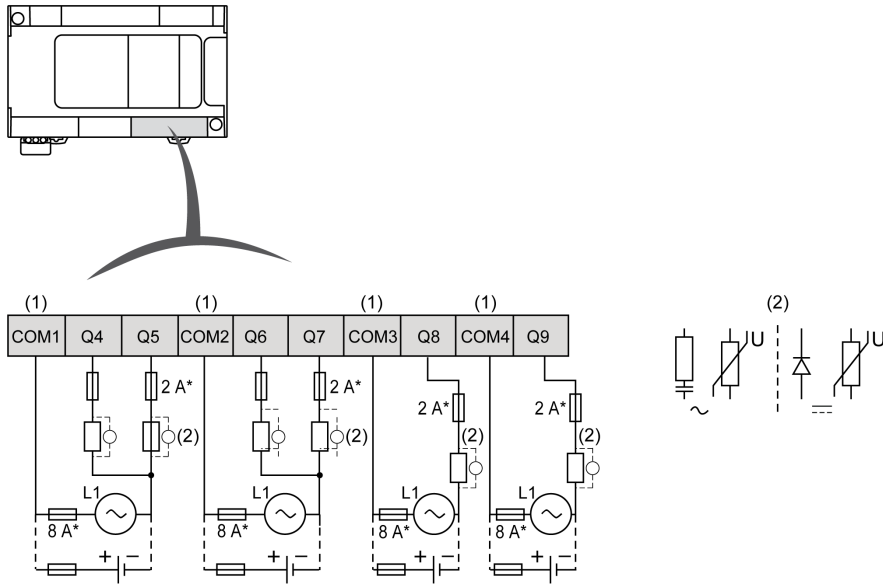 (1) (1) (1) (1) (2)
COM1 Q4 Q5 COM2 Q6 Q7 COM3 Q8 COM4 Q9
U U
2 A* 2 A*
2 A* 2 A*
(2) (2) (2) (2)
L1 L1 L1 L1
8 A* 8 A* 8 A* 8 A*
+ − + − + − + −